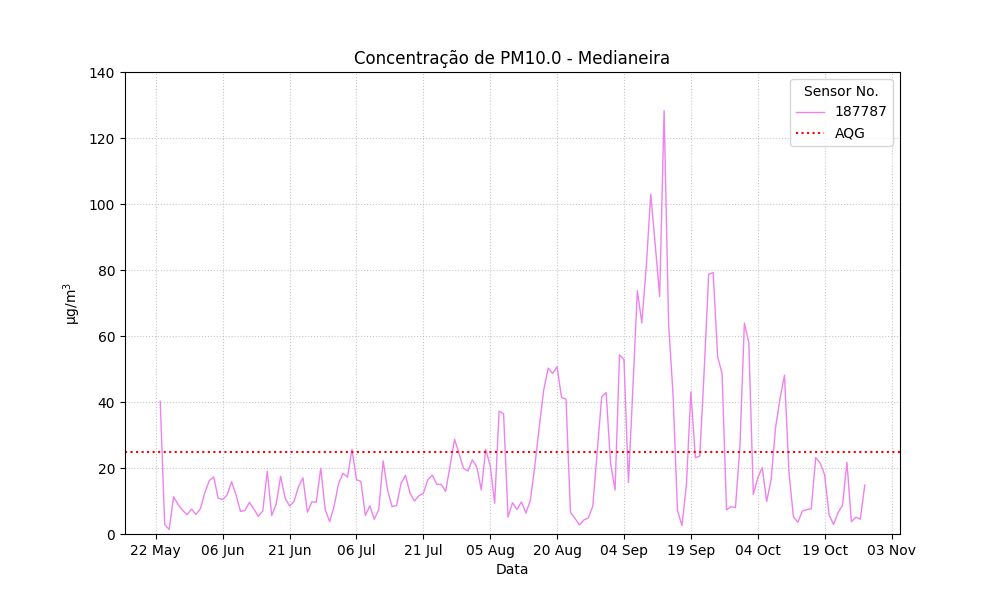 Concentração de PM10.0 - Medianeira
Sensor No.
187787
AQG
140
120
100
80
60
40
20
0
µg/m³
22 May
06 Jun
21 Jun
06 Jul
21 Jul
05 Aug
20 Aug
04 Sep
19 Sep
04 Oct
19 Oct
03 Nov
Data